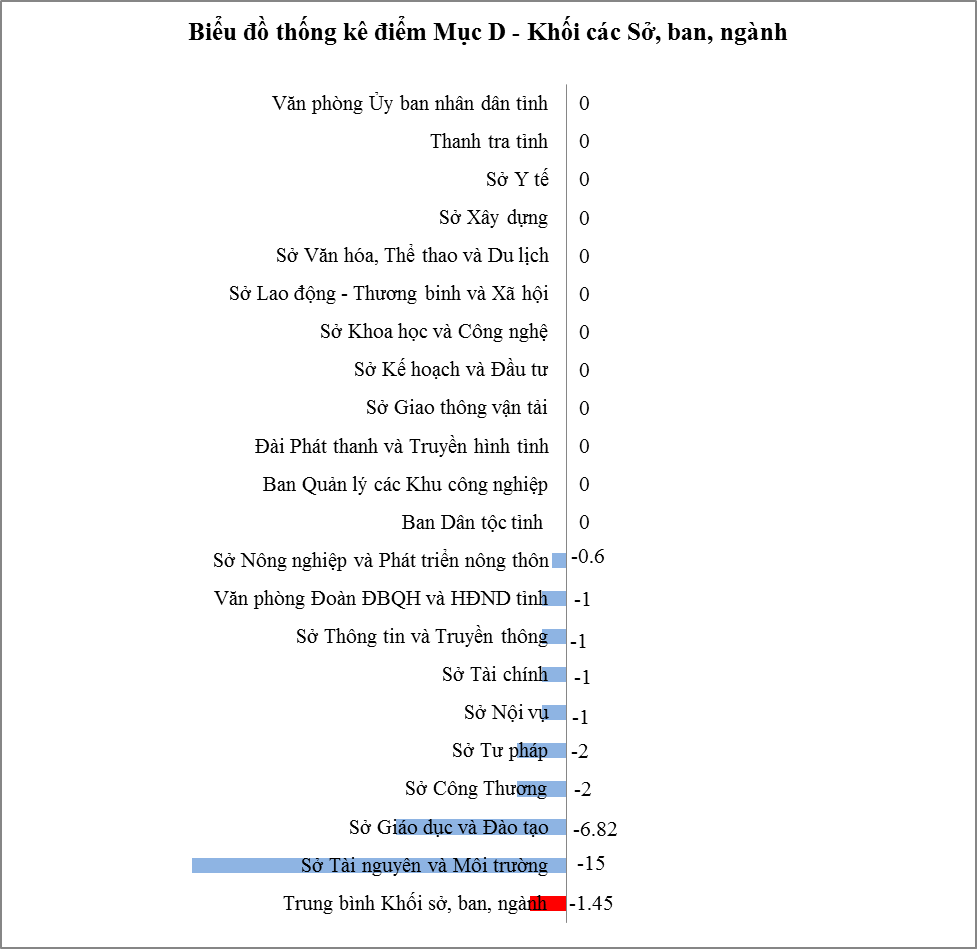 Biểu đồ thống kê điểm Mục D - Khối các Sở, ban, ngành
Văn phòng Ủy ban nhân dân tỉnh 0
Thanh tra tỉnh 0
Sở Y tế 0
Sở Xây dựng 0
Sở Văn hóa, Thể thao và Du lịch 0
Sở Lao động - Thương binh và Xã hội 0
Sở Khoa học và Công nghệ 0
Sở Kế hoạch và Đầu tư 0
Sở Giao thông vận tải 0
Đài Phát thanh và Truyền hình tỉnh 0
Ban Quản lý các Khu công nghiệp 0
Ban Dân tộc tỉnh 0
Sở Nông nghiệp và Phát triển nông thôn -0.6
Văn phòng Đoàn ĐBQH và HĐND tỉnh -1
Sở Thông tin và Truyền thông -1
Sở Tài chính -1
Sở Nội vụ -1
Sở Tư pháp -2
Sở Công Thương -2
Sở Giáo dục và Đào tạo -6.82
Sở Tài nguyên và Môi trường -15
Trung bình Khối sở, ban, ngành -1.45